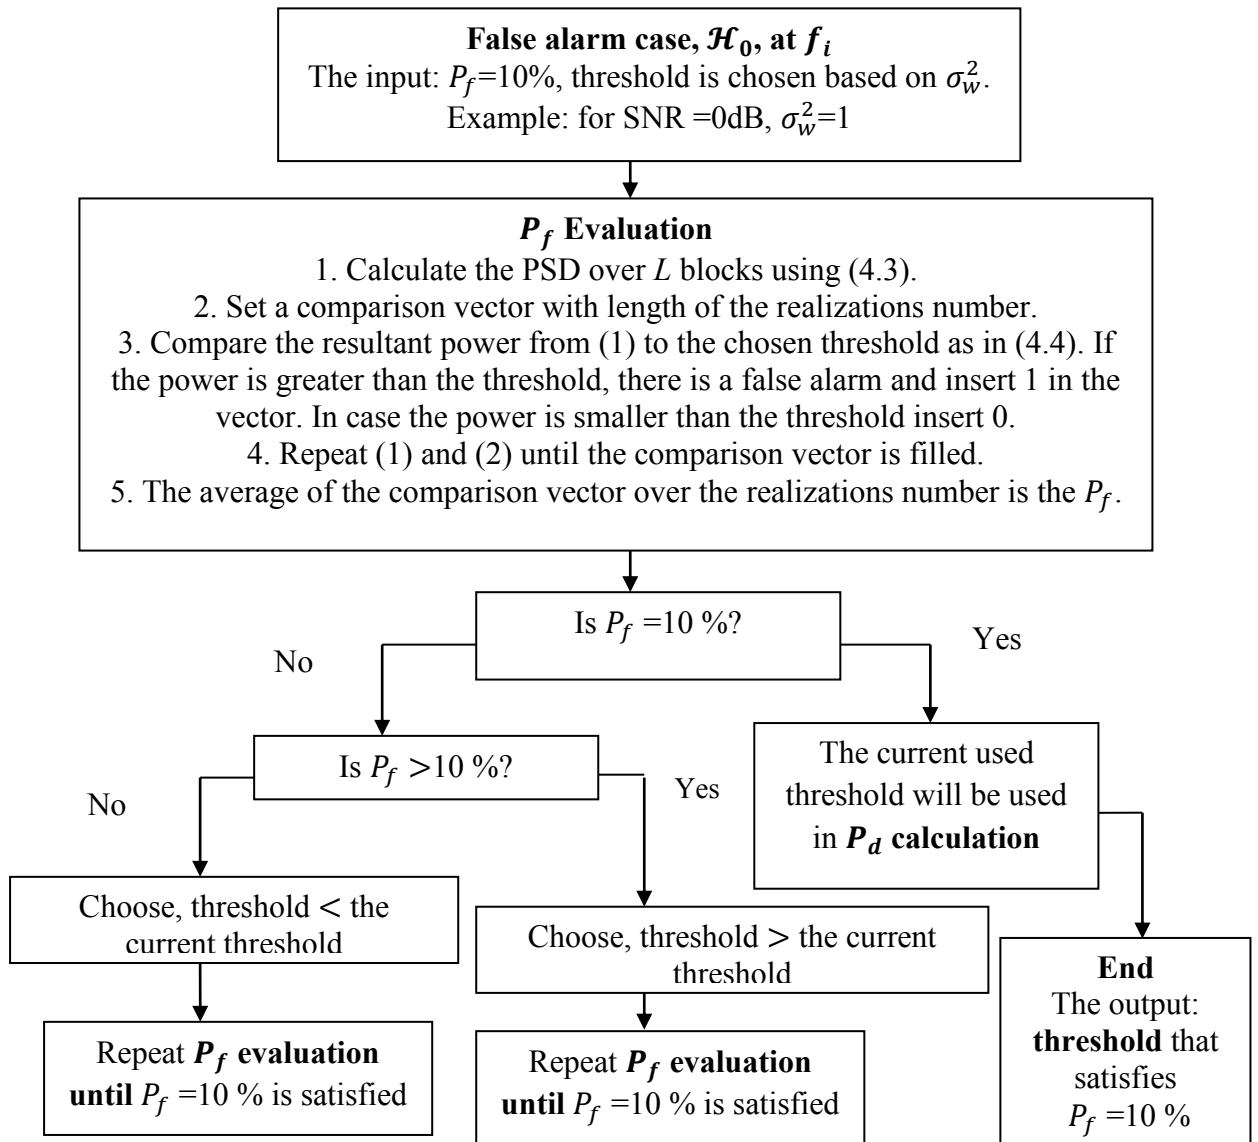 False alarm case, 𝓗₀, at fᵢ
The input: P_f=10%, threshold is chosen based on σ_w².
Example: for SNR =0dB, σ_w²=1
P_f Evaluation
1. Calculate the PSD over L blocks using (4.3).
2. Set a comparison vector with length of the realizations number.
3. Compare the resultant power from (1) to the chosen threshold as in (4.4). If
the power is greater than the threshold, there is a false alarm and insert 1 in the
vector. In case the power is smaller than the threshold insert 0.
4. Repeat (1) and (2) until the comparison vector is filled.
5. The average of the comparison vector over the realizations number is the P_f.
Is P_f =10 %?
No
Yes
Is P_f >10 %?
No
Yes
The current used
threshold will be used
in P_d calculation
Choose, threshold < the
current threshold
Choose, threshold > the current
threshold
Repeat P_f evaluation
until P_f =10 % is satisfied
Repeat P_f evaluation
until P_f =10 % is satisfied
End
The output:
threshold that
satisfies
P_f =10 %